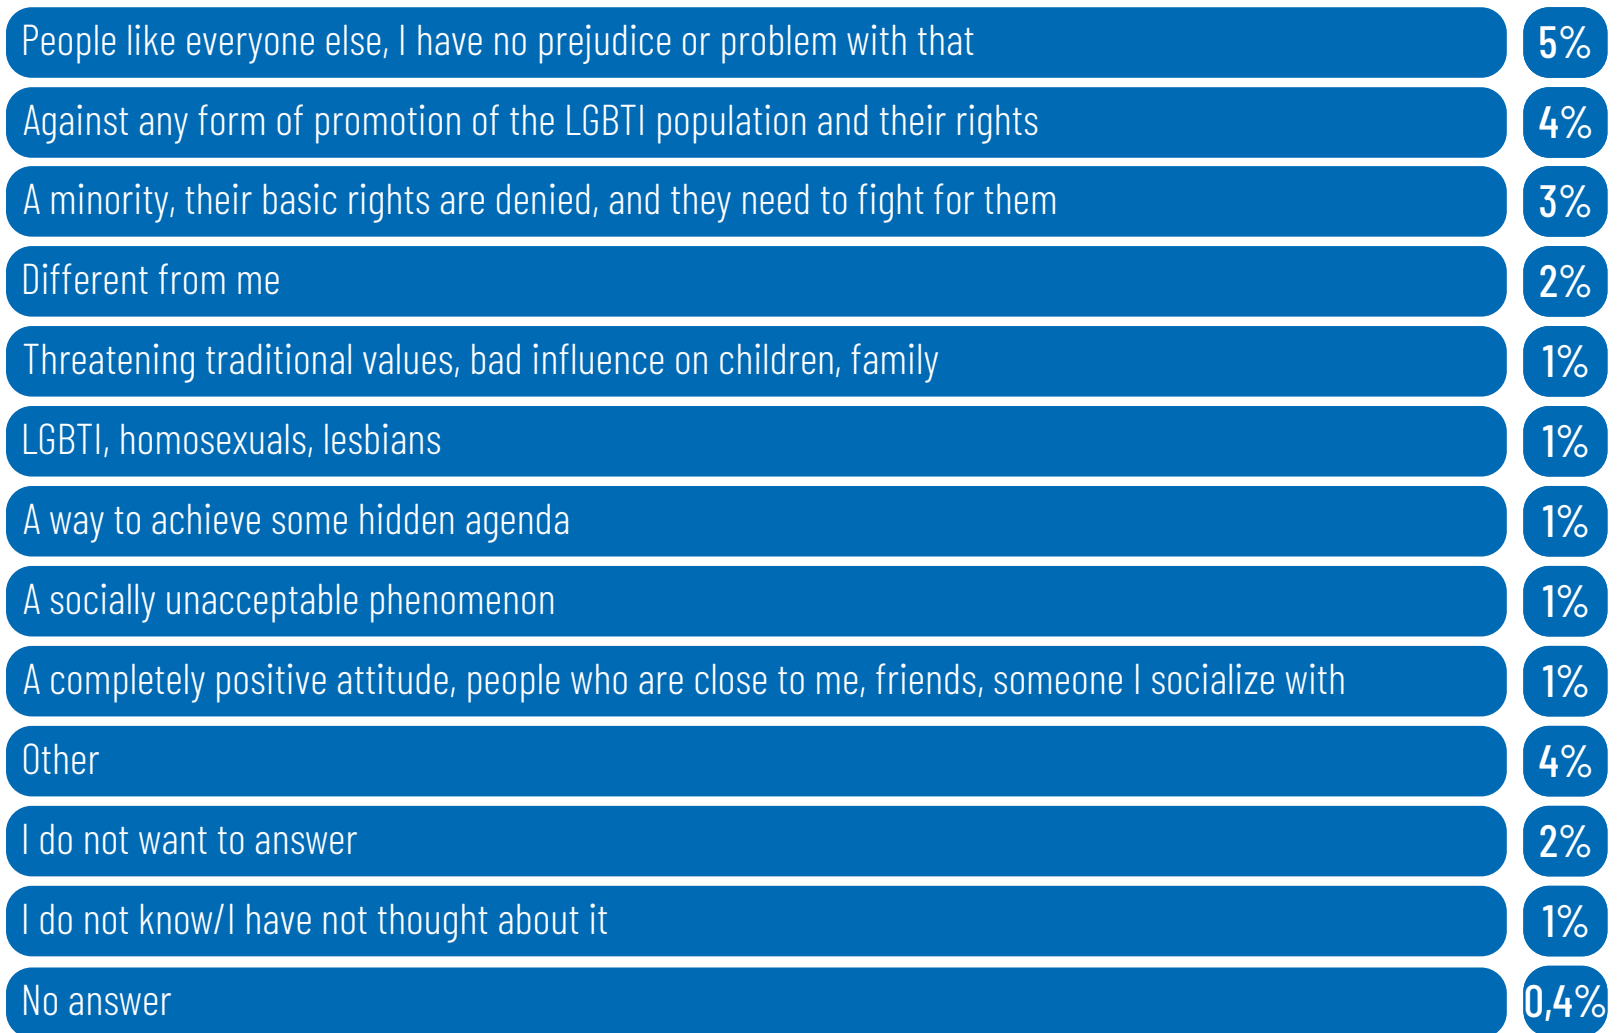 People like everyone else, I have no prejudice or problem with that 5%
Against any form of promotion of the LGBTI population and their rights 4%
A minority, their basic rights are denied, and they need to fight for them 3%
Different from me 2%
Threatening traditional values, bad influence on children, family 1%
LGBTI, homosexuals, lesbians 1%
A way to achieve some hidden agenda 1%
A socially unacceptable phenomenon 1%
A completely positive attitude, people who are close to me, friends, someone I socialize with 1%
Other 4%
I do not want to answer 2%
I do not know/I have not thought about it 1%
No answer 0,4%